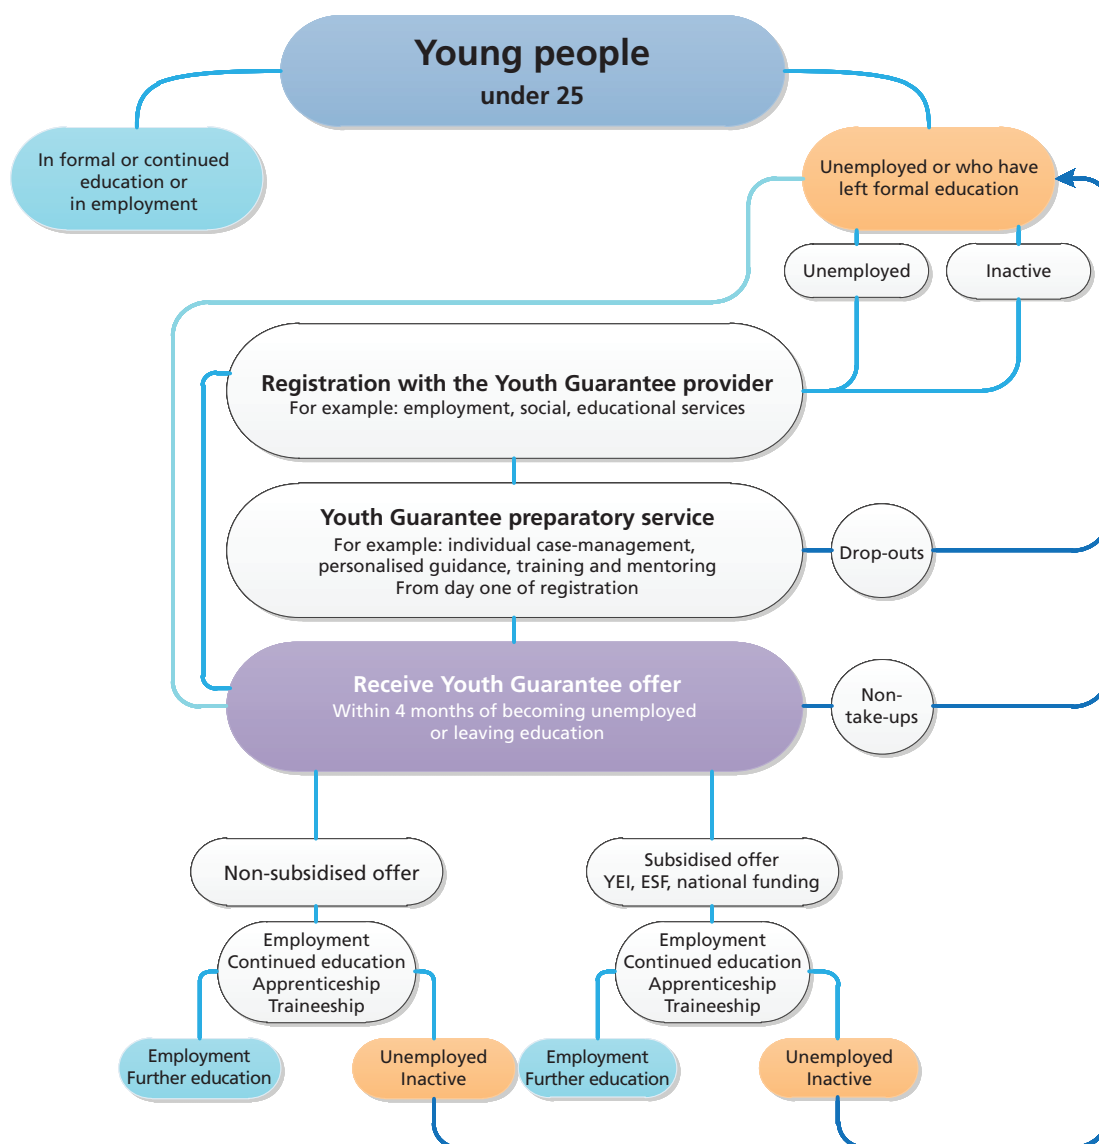 Young people
under 25
In formal or continued
education or
in employment
Unemployed or who have
left formal education
Unemployed
Inactive
Registration with the Youth Guarantee provider
For example: employment, social, educational services
Youth Guarantee preparatory service
For example: individual case-management,
personalised guidance, training and mentoring
From day one of registration
Drop-outs
Receive Youth Guarantee offer
Within 4 months of becoming unemployed
or leaving education
Non-
take-ups
Non-subsidised offer
Subsidised offer
YEI, ESF, national funding
Employment
Continued education
Apprenticeship
Traineeship
Employment
Continued education
Apprenticeship
Traineeship
Employment
Further education
Unemployed
Inactive
Employment
Further education
Unemployed
Inactive